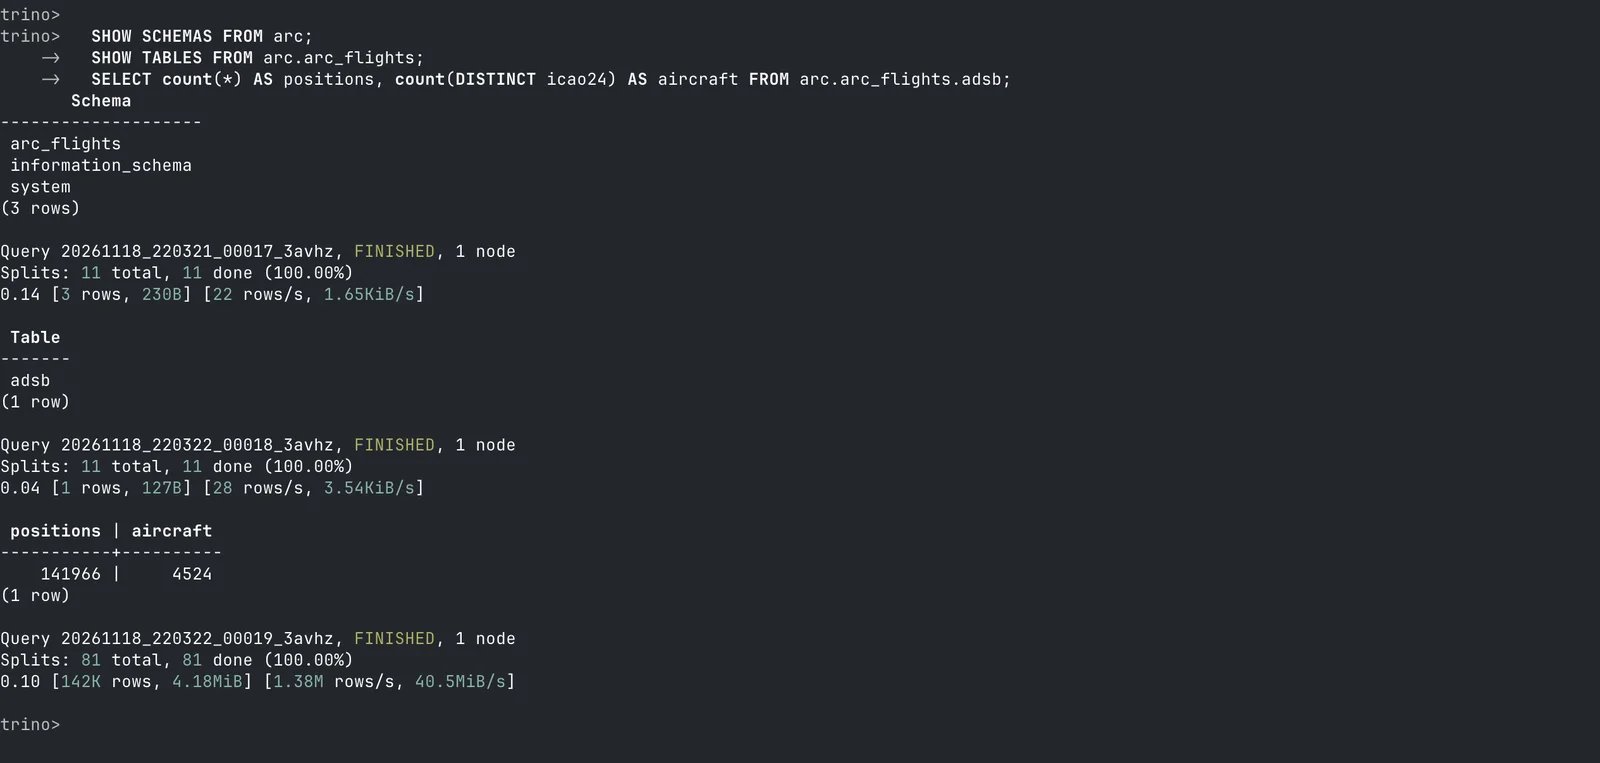 trino>
trino>   SHOW SCHEMAS FROM arc;
    →   SHOW TABLES FROM arc.arc_flights;
    →   SELECT count(*) AS positions, count(DISTINCT icao24) AS aircraft FROM arc.arc_flights.adsb;
       Schema
--------------------
 arc_flights
 information_schema
 system
(3 rows)

Query 20261118_220321_00017_3avhz, FINISHED, 1 node
Splits: 11 total, 11 done (100.00%)
0.14 [3 rows, 230B] [22 rows/s, 1.65KiB/s]

 Table
-------
 adsb
(1 row)

Query 20261118_220322_00018_3avhz, FINISHED, 1 node
Splits: 11 total, 11 done (100.00%)
0.04 [1 rows, 127B] [28 rows/s, 3.54KiB/s]

 positions | aircraft
-----------+----------
    141966 |     4524
(1 row)

Query 20261118_220322_00019_3avhz, FINISHED, 1 node
Splits: 81 total, 81 done (100.00%)
0.10 [142K rows, 4.18MiB] [1.38M rows/s, 40.5MiB/s]

trino>